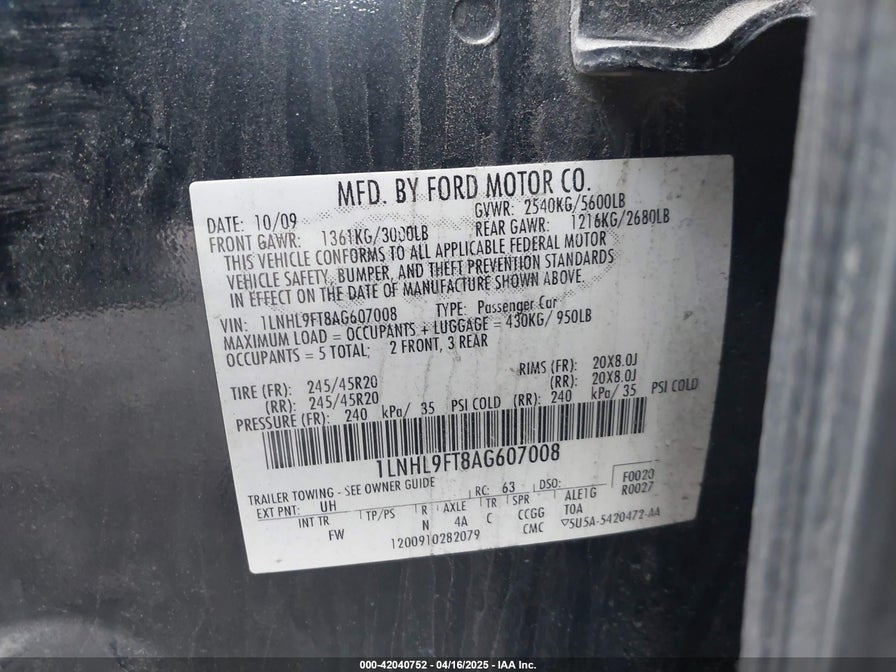 MFD. BY FORD MOTOR CO.
DATE: 10/09 GVWR: 2540KG/5600LB
FRONT GAWR: 1361KG/3000LB REAR GAWR: 1216KG/2680LB
THIS VEHICLE CONFORMS TO ALL APPLICABLE FEDERAL MOTOR
VEHICLE SAFETY, BUMPER, AND THEFT PREVENTION STANDARDS
IN EFFECT ON THE DATE OF MANUFACTURE SHOWN ABOVE.
VIN: 1LNHL9FT8AG607008 TYPE: Passenger Car
MAXIMUM LOAD = OCCUPANTS + LUGGAGE = 430KG/ 950LB
OCCUPANTS = 5 TOTAL; 2 FRONT, 3 REAR
TIRE (FR): 245/45R20 RIMS (FR): 20X8.0J
(RR): 245/45R20 (RR): 20X8.0J
PRESSURE (FR): 240 kPa/ 35 PSI COLD (RR): 240 kPa/ 35 PSI COLD
1LNHL9FT8AG607008
TRAILER TOWING - SEE OWNER GUIDE
EXT PNT: UH RC: 63 DSO: F0020
R0027
INT TR TP/PS R AXLE TR SPR ALE1G
FW N 4A C CCGG TOA
1200910282079 CMC ▽5U5A-5420472-AA
000-42040752 - 04/16/2025 - IAA Inc.